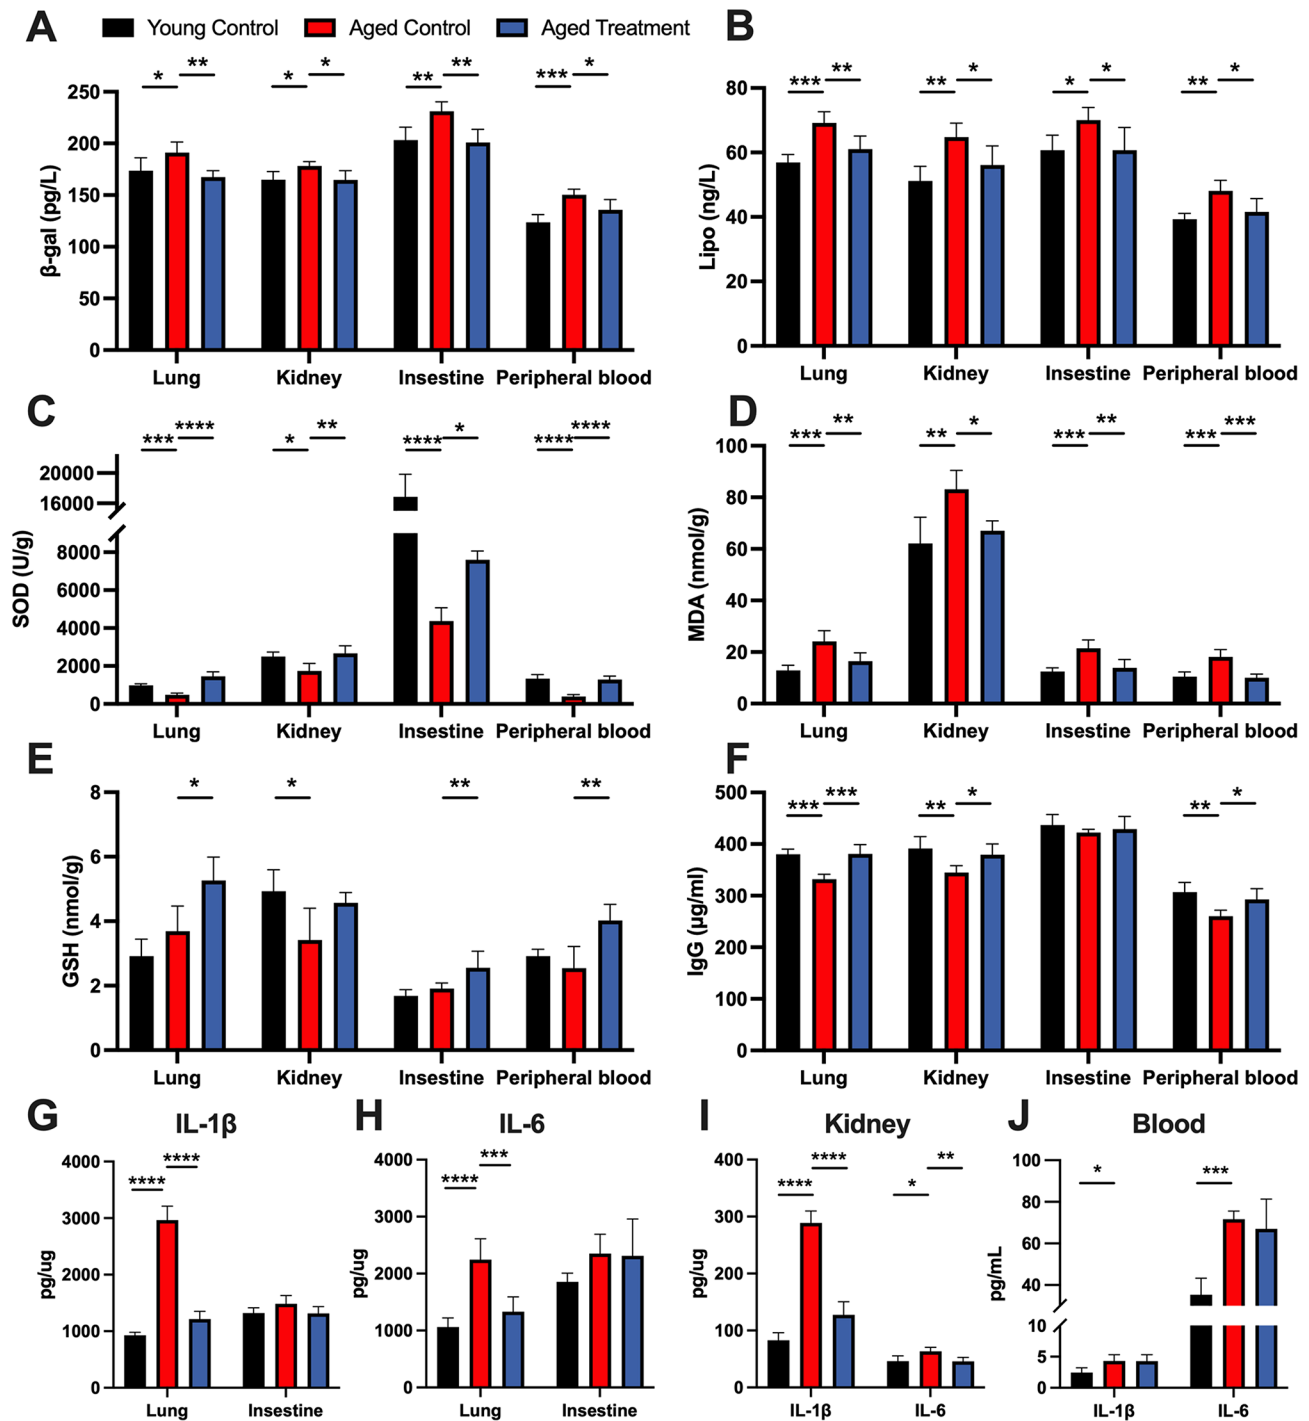 A
Young Control
Aged Control
Aged Treatment
B
* ** * * ** ** *** *
250
200
150
100
50
0
β-gal (pg/L)
Lung Kidney Insestine Peripheral blood
*** ** ** * * * ** *
80
60
40
20
0
Lipo (ng/L)
Lung Kidney Insestine Peripheral blood
C
*** **** * ** **** * **** ****
20000
16000
8000
6000
4000
2000
0
SOD (U/g)
Lung Kidney Insestine Peripheral blood
D
*** ** ** * *** ** *** ***
100
80
60
40
20
0
MDA (nmol/g)
Lung Kidney Insestine Peripheral blood
E
* * ** **
8
6
4
2
0
GSH (nmol/g)
Lung Kidney Insestine Peripheral blood
F
*** *** ** * ** *
500
400
300
200
100
0
IgG (μg/ml)
Lung Kidney Insestine Peripheral blood
G
IL-1β
**** ****
4000
3000
2000
1000
0
pg/ug
Lung Insestine
H
IL-6
**** ***
4000
3000
2000
1000
0
pg/ug
Lung Insestine
I
Kidney
**** **** * **
400
300
200
100
0
pg/ug
IL-1β IL-6
J
Blood
* ***
100
80
60
40
10
5
0
pg/mL
IL-1β IL-6